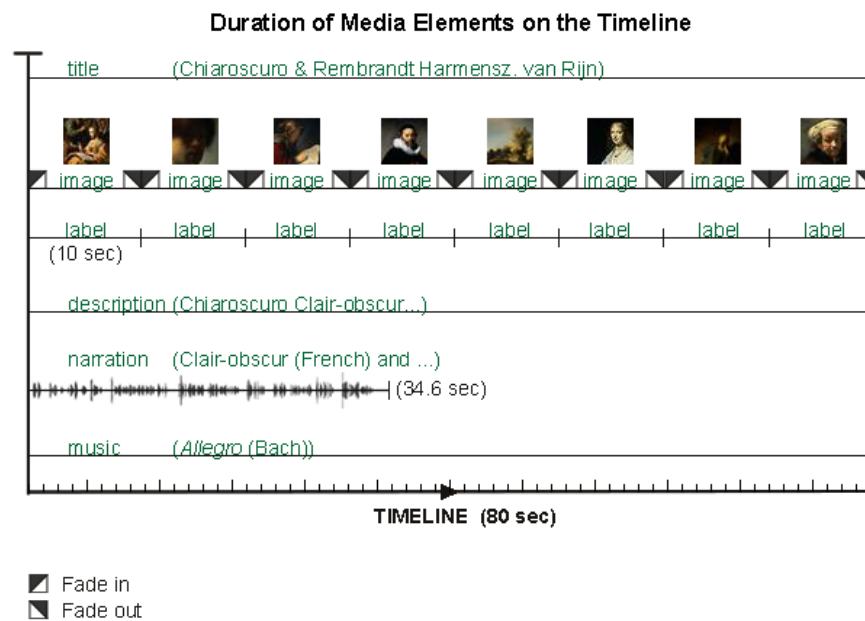 Duration of Media Elements on the Timeline
title (Chiaroscuro & Rembrandt Harmensz. van Rijn)
image image image image image image image image
label label label label label label label label
(10 sec)
description (Chiaroscuro Clair-obscur...)
narration (Clair-obscur (French) and ...)
(34.6 sec)
music (Allegro (Bach))
TIMELINE (80 sec)
Fade in
Fade out